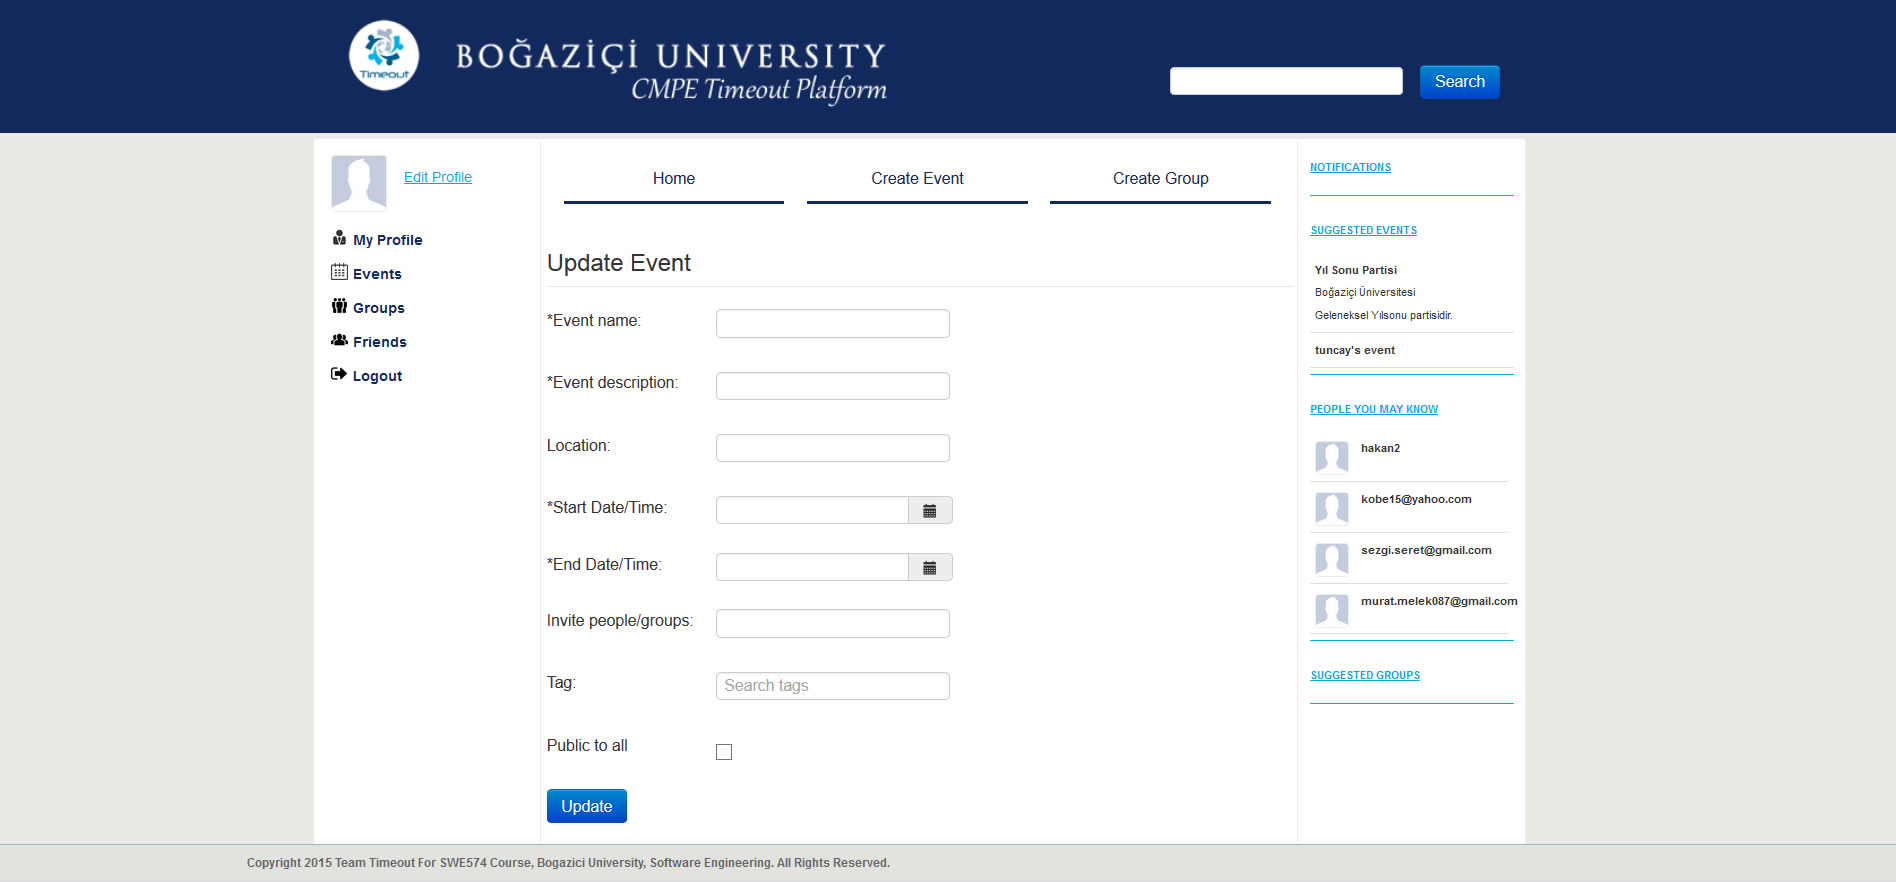 Timeout
BOĞAZİÇİ UNIVERSITY
CMPE Timeout Platform
Search
Edit Profile
My Profile
Events
Groups
Friends
Logout
Home
Create Event
Create Group
Update Event
*Event name:
*Event description:
Location:
*Start Date/Time:
*End Date/Time:
Invite people/groups:
Tag:
Search tags
Public to all
Update
NOTIFICATIONS
SUGGESTED EVENTS
Yıl Sonu Partisi
Boğaziçi Üniversitesi
Geleneksel Yılsonu partisidir.
tuncay's event
PEOPLE YOU MAY KNOW
hakan2
kobe15@yahoo.com
sezgi.seret@gmail.com
murat.melek087@gmail.com
SUGGESTED GROUPS
Copyright 2015 Team Timeout For SWE574 Course, Bogazici University, Software Engineering. All Rights Reserved.